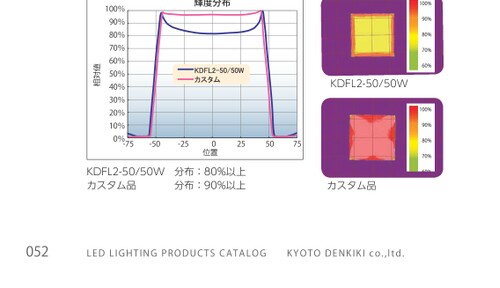 輝度分布
100%
90%
80%
70%
60%
50%
40%
30%
20%
10%
0%
相対値
KDFL2-50/50W
カスタム
-75 -50 -25 0 25 50 75
位置
KDFL2-50/50W 分布：80%以上
カスタム品 分布：90%以上
100%
90%
80%
70%
60%
KDFL2-50/50W
100%
90%
80%
70%
カスタム品
052 LED LIGHTING PRODUCTS CATALOG KYOTO DENKIKI co.,ltd.